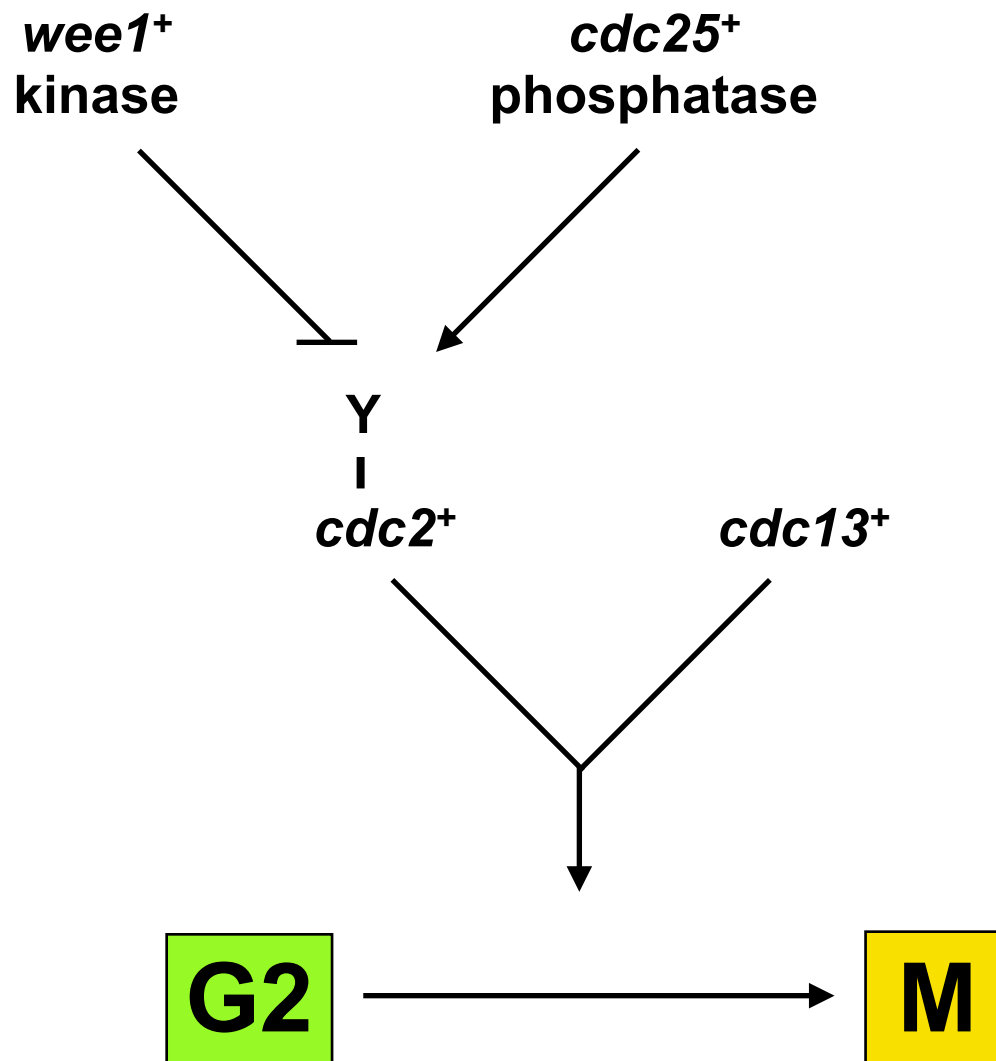 wee1⁺
kinase
cdc25⁺
phosphatase
Y
cdc2⁺
cdc13⁺
G2
M